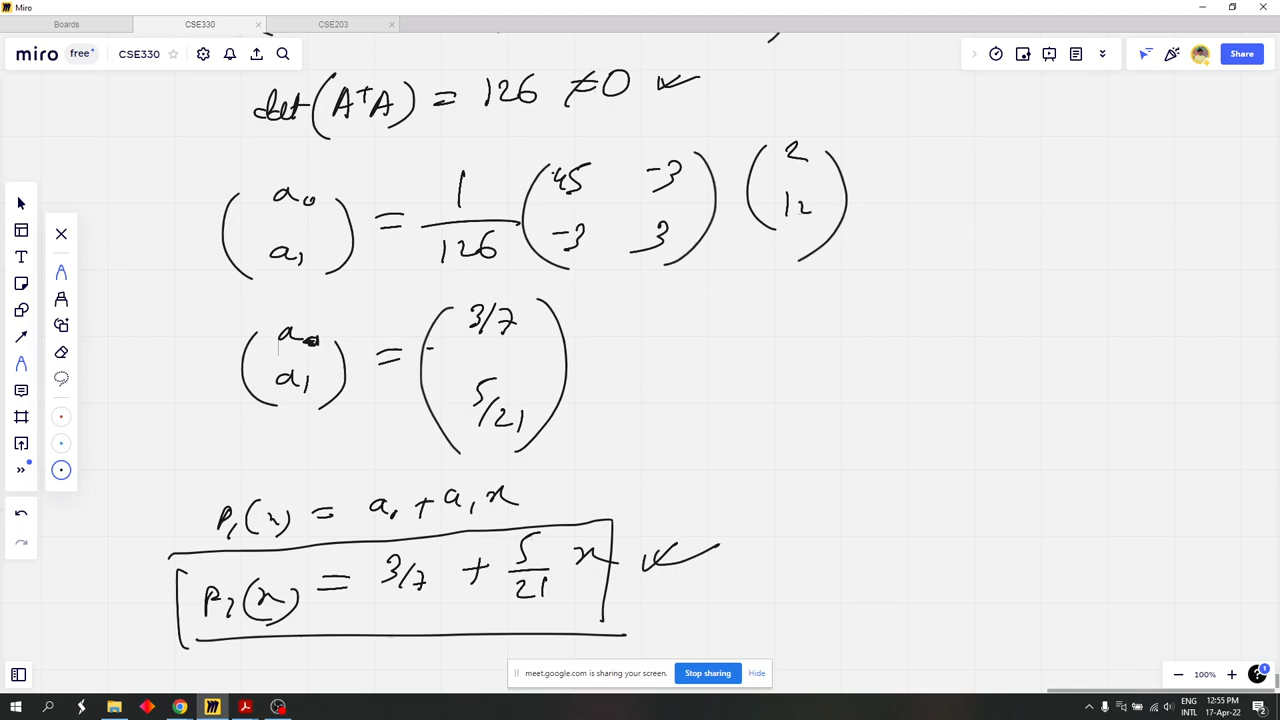 Miro
Boards
CSE330
CSE203
miro free CSE330
Share
det(AᵀA) = 126 ≠ 0 ✓
(a₀ a₁) = 1/126 (45 -3 -3 3) (2 12)
(a₀ a₁) = (3/7 5/21)
P₁(x) = a₀ + a₁x
P₁(x) = 3/7 + 5/21 x ✓
meet.google.com is sharing your screen. Stop sharing Hide
100%
ENG 12:55 PM
INTL 17-Apr-22